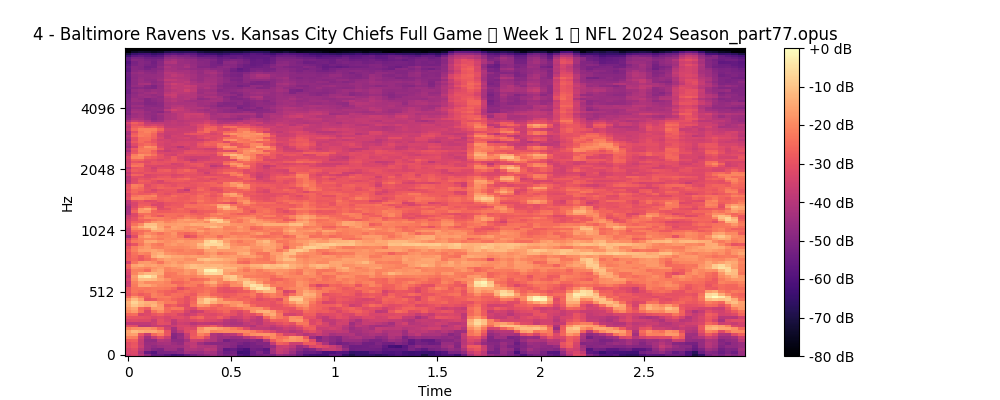 4 - Baltimore Ravens vs. Kansas City Chiefs Full Game ▯ Week 1 ▯ NFL 2024 Season_part77.opus
+0 dB
4096
-10 dB
-20 dB
2048
-30 dB
Hz
1024
-40 dB
-50 dB
512
-60 dB
-70 dB
0
-80 dB
0 0.5 1 1.5 2 2.5
Time